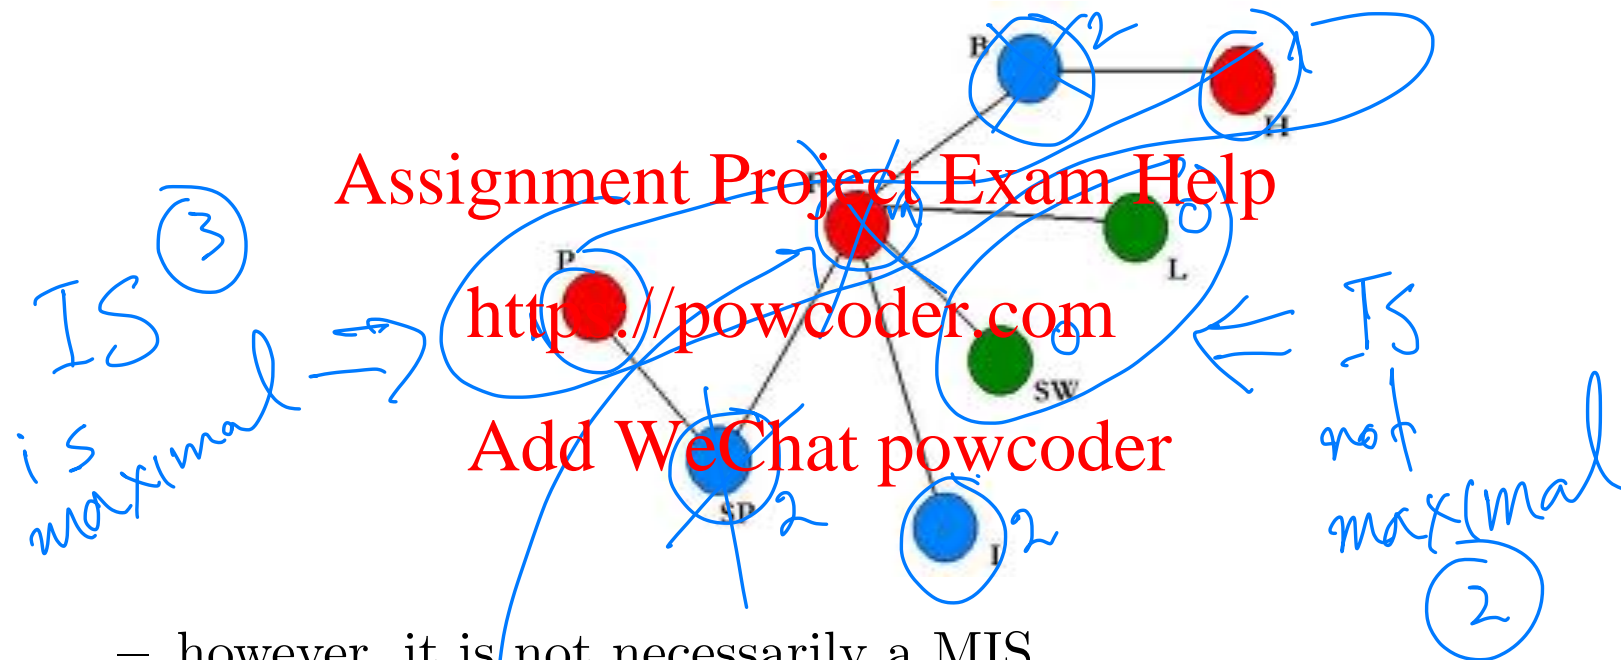 B 2
H
Assignment Project Exam Help
3
0
L
P
IS
http://powcoder.com
0
IS
SW
is
maximal
not
Add WeChat powcoder
maximal
SP 2
I 2
2
– however, it is not necessarily a MIS